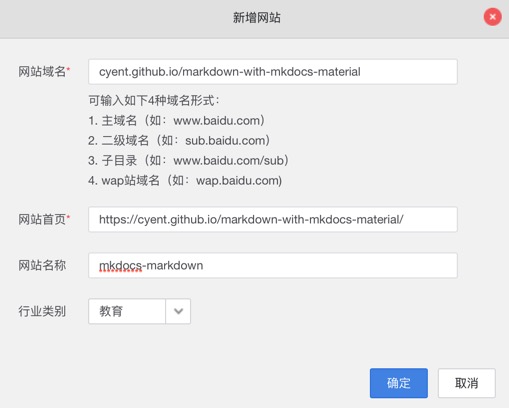 新增网站
网站域名* cyent.github.io/markdown-with-mkdocs-material
可输入如下4种域名形式：
1. 主域名（如：www.baidu.com）
2. 二级域名（如：sub.baidu.com）
3. 子目录（如：www.baidu.com/sub）
4. wap站域名（如：wap.baidu.com)
网站首页* https://cyent.github.io/markdown-with-mkdocs-material/
网站名称 mkdocs-markdown
行业类别 教育
确定 取消